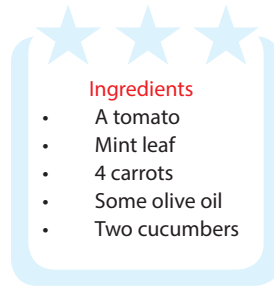 Ingredients
• A tomato
• Mint leaf
• 4 carrots
• Some olive oil
• Two cucumbers